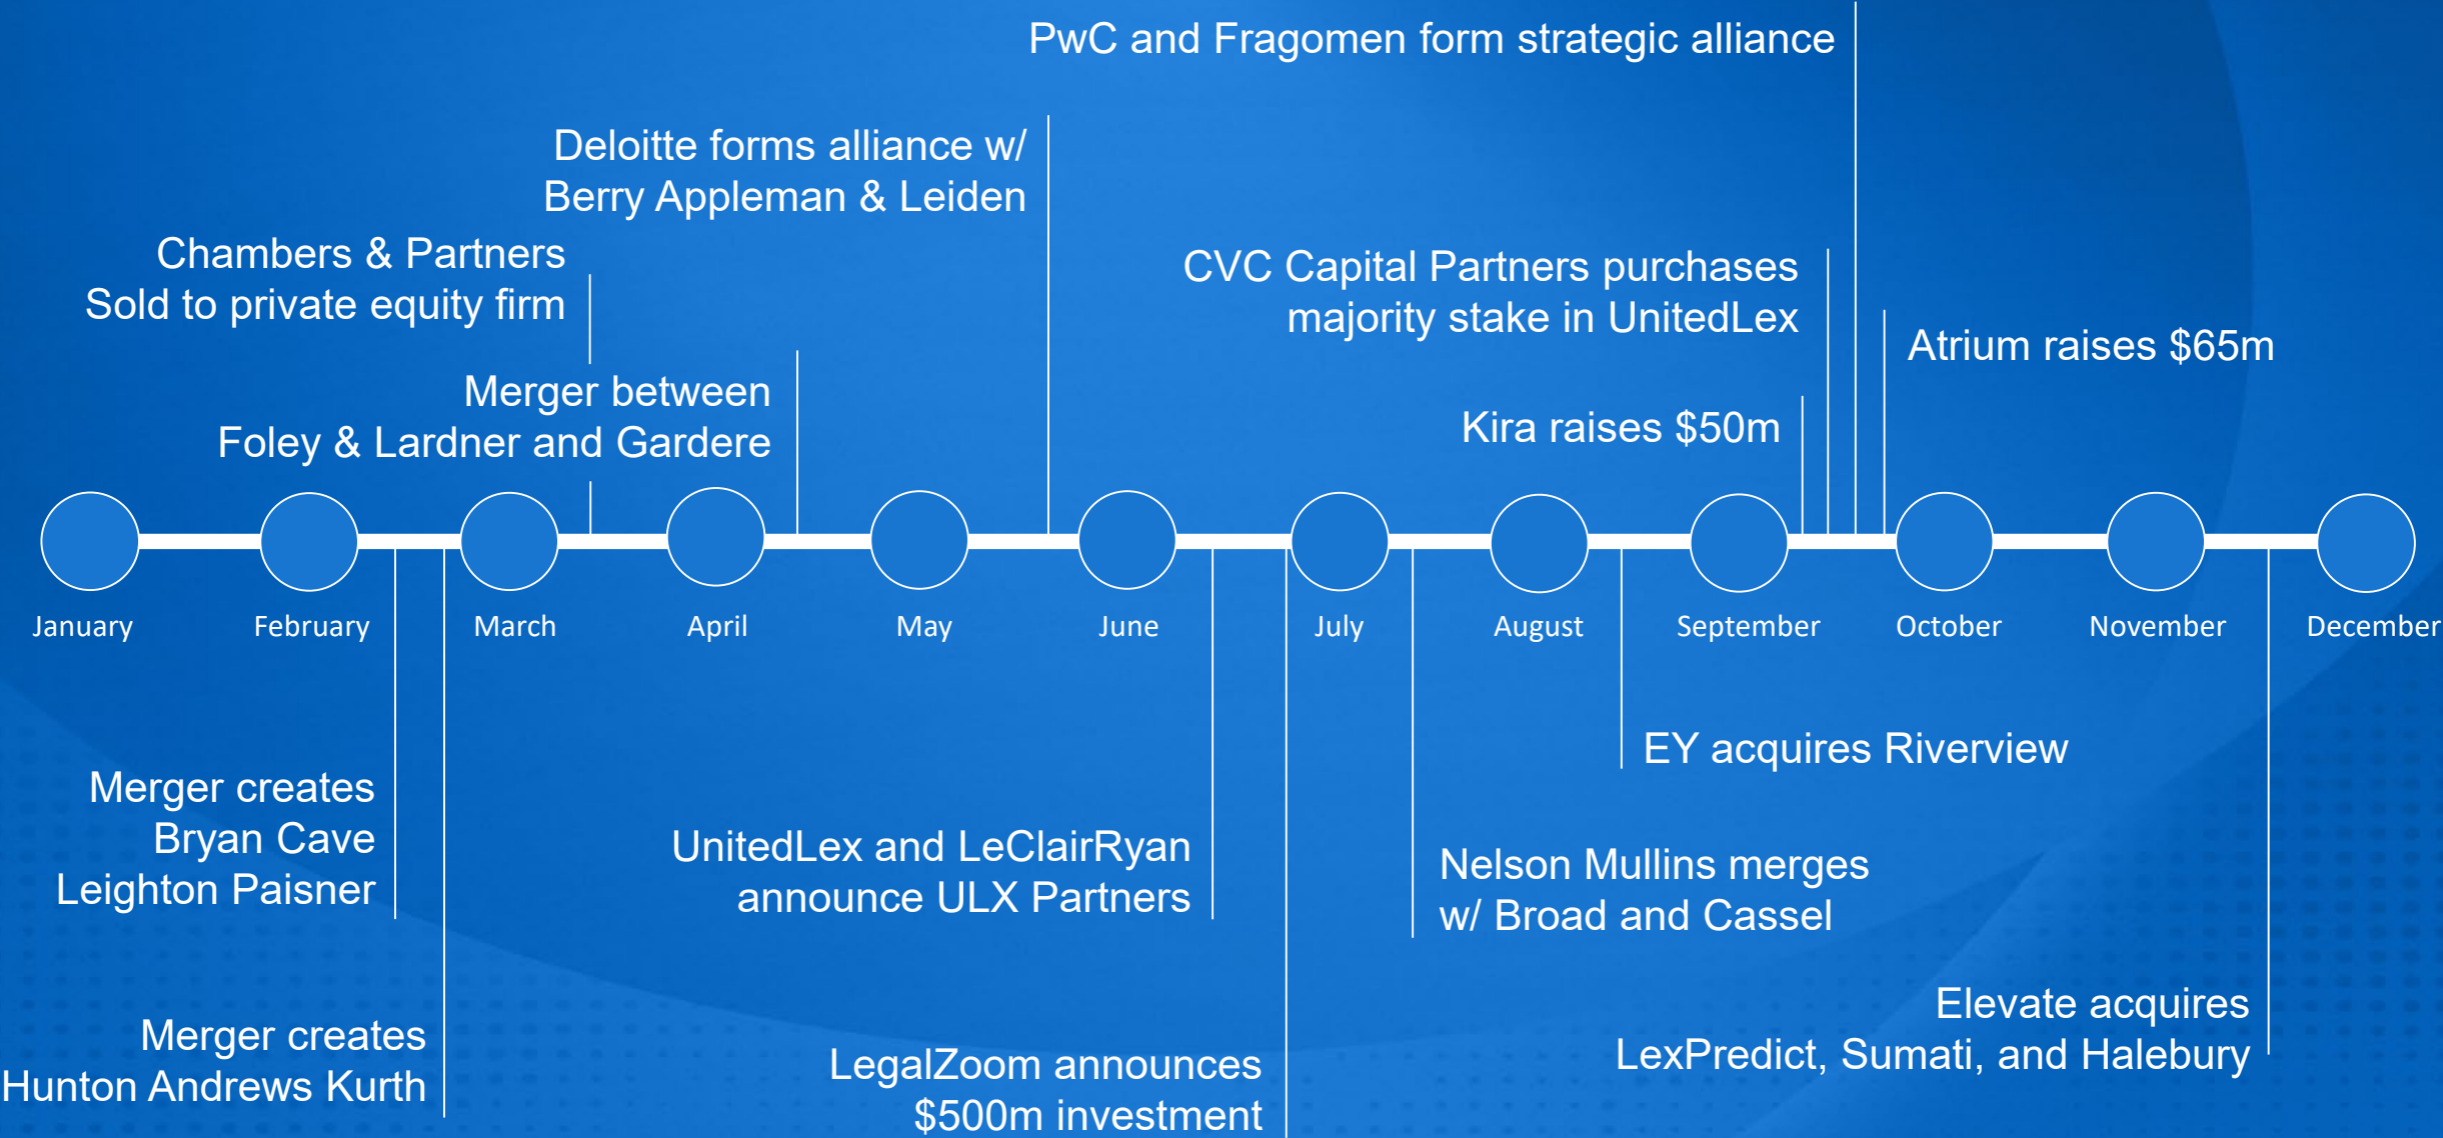 PwC and Fragomen form strategic alliance
Deloitte forms alliance w/
Berry Appleman & Leiden
Chambers & Partners
Sold to private equity firm
CVC Capital Partners purchases
majority stake in UnitedLex
Atrium raises $65m
Merger between
Foley & Lardner and Gardere
Kira raises $50m
January
February
March
April
May
June
July
August
September
October
November
December
EY acquires Riverview
Merger creates
Bryan Cave
Leighton Paisner
UnitedLex and LeClairRyan
announce ULX Partners
Nelson Mullins merges
w/ Broad and Cassel
Elevate acquires
LexPredict, Sumati, and Halebury
Merger creates
Hunton Andrews Kurth
LegalZoom announces
$500m investment